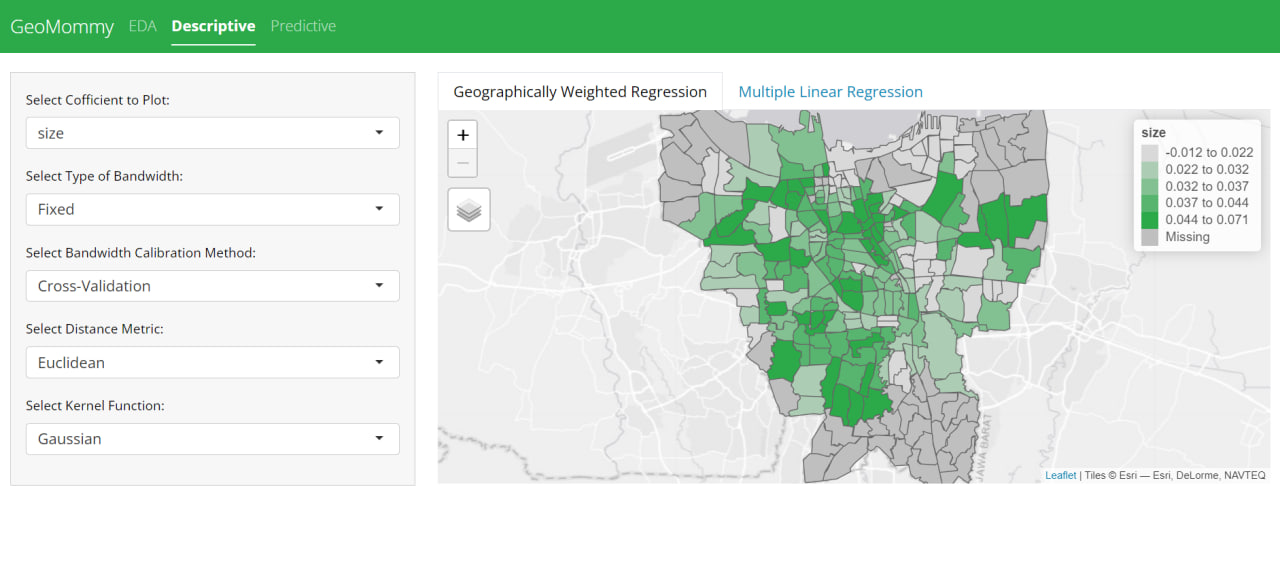 GeoMommy EDA Descriptive Predictive
Select Cofficient to Plot:
size
Select Type of Bandwidth:
Fixed
Select Bandwidth Calibration Method:
Cross-Validation
Select Distance Metric:
Euclidean
Select Kernel Function:
Gaussian
Geographically Weighted Regression Multiple Linear Regression
+
−
size
-0.012 to 0.022
0.022 to 0.032
0.032 to 0.037
0.037 to 0.044
0.044 to 0.071
Missing
JAWA BARAT
Leaflet | Tiles © Esri — Esri, DeLorme, NAVTEQ